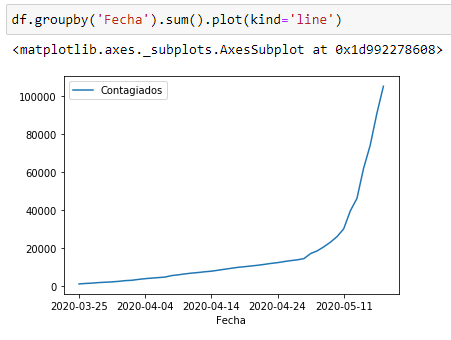 df.groupby('Fecha').sum().plot(kind='line')
<matplotlib.axes._subplots.AxesSubplot at 0x1d992278608>
Contagiados
100000
80000
60000
40000
20000
0
2020-03-25 2020-04-04 2020-04-14 2020-04-24 2020-05-11
Fecha